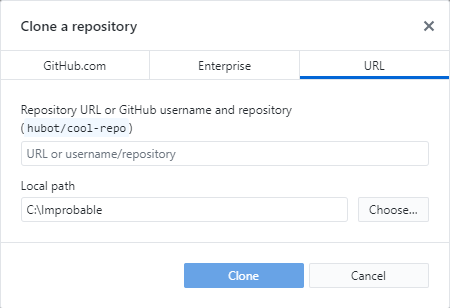 Clone a repository
GitHub.com
Enterprise
URL
Repository URL or GitHub username and repository
(hubot/cool-repo)
URL or username/repository
Local path
C:\Improbable
Choose...
Clone
Cancel